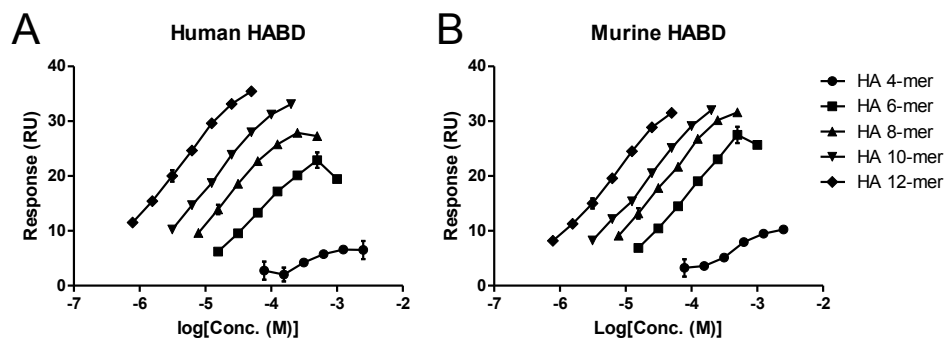 A
Human HABD
Response (RU)
40
30
20
10
0
-7
-6
-5
-4
-3
-2
log[Conc. (M)]
B
Murine HABD
Response (RU)
40
30
20
10
0
-7
-6
-5
-4
-3
-2
Log[Conc. (M)]
HA 4-mer
HA 6-mer
HA 8-mer
HA 10-mer
HA 12-mer